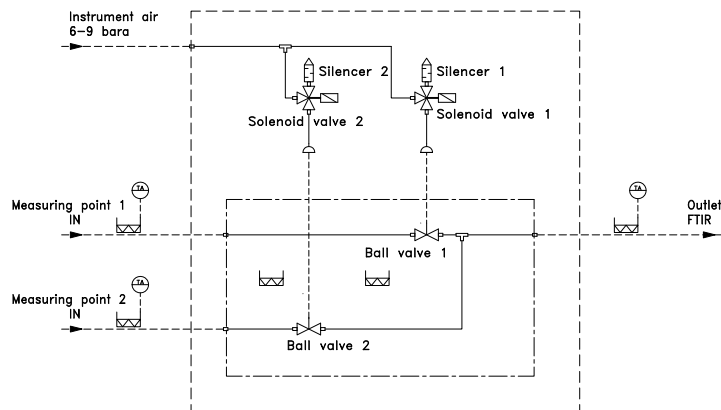 Instrument air
6-9 bara
Silencer 2
Silencer 1
Solenoid valve 2
Solenoid valve 1
TA
TA
Measuring point 1
IN
Outlet
FTIR
Ball valve 1
TA
Measuring point 2
IN
Ball valve 2